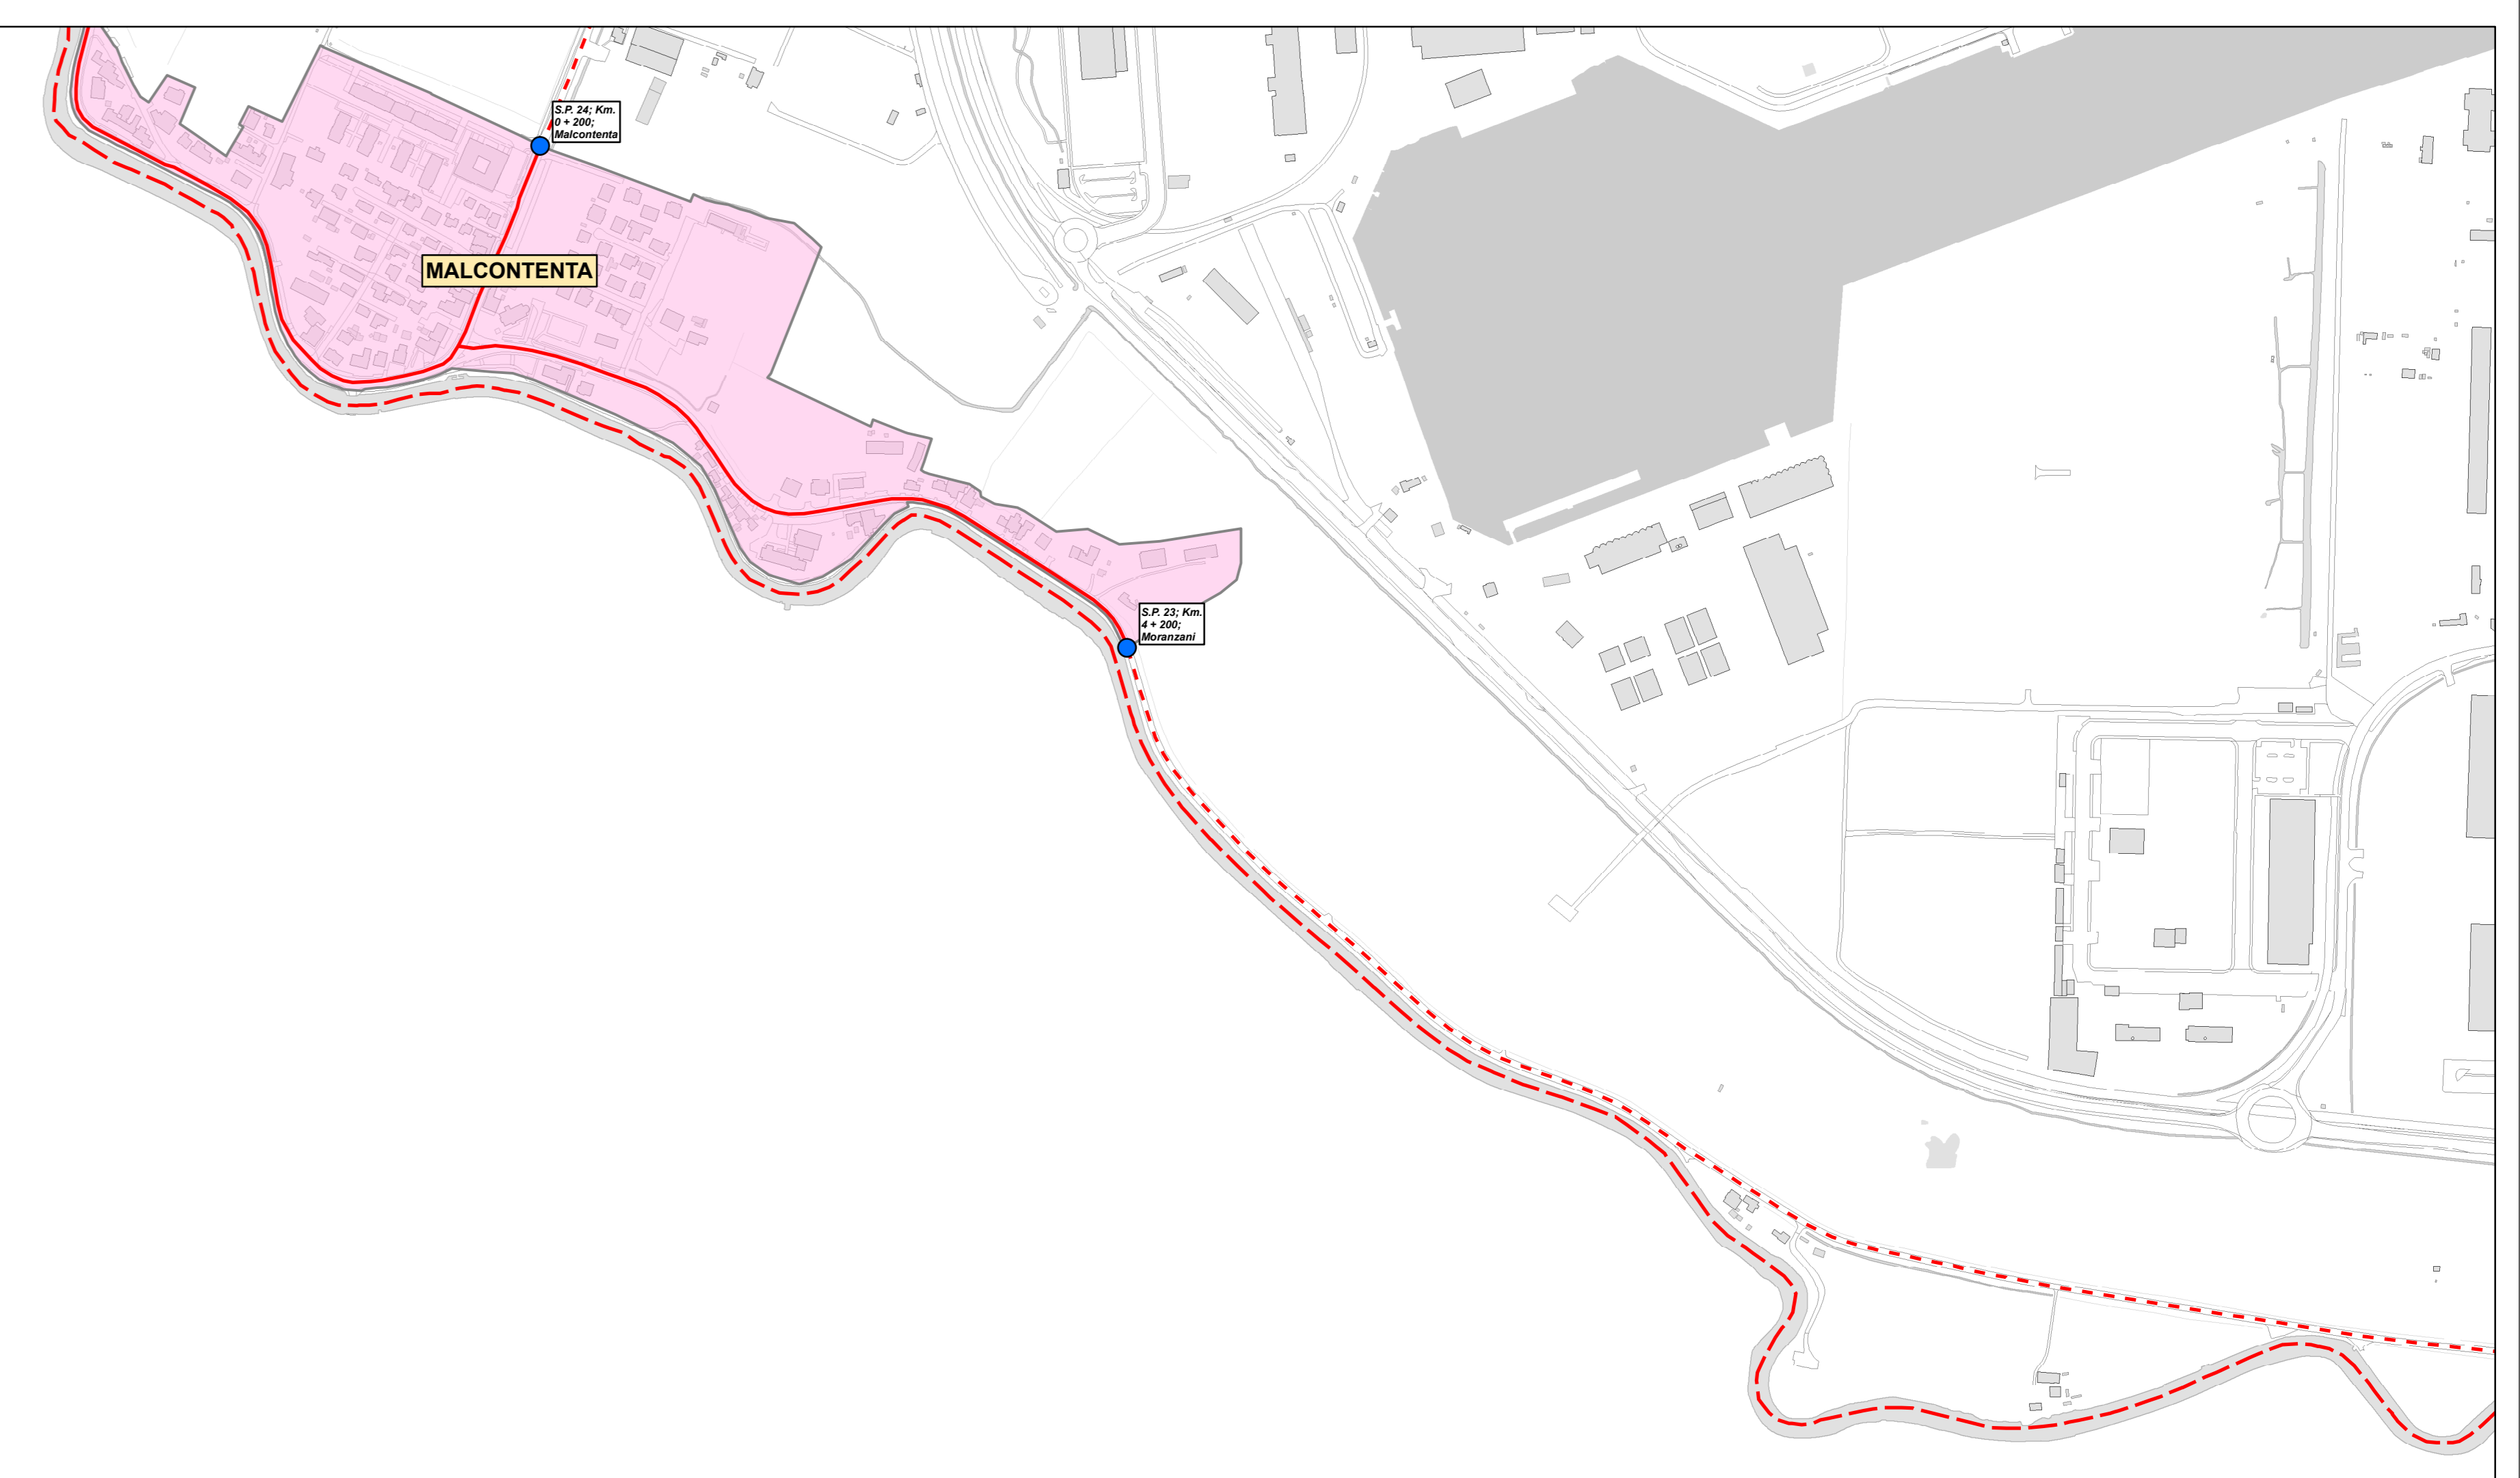 S.P. 24; Km.
0 + 200;
Malcontenta
MALCONTENTA
S.P. 23; Km.
4 + 200;
Moranzani